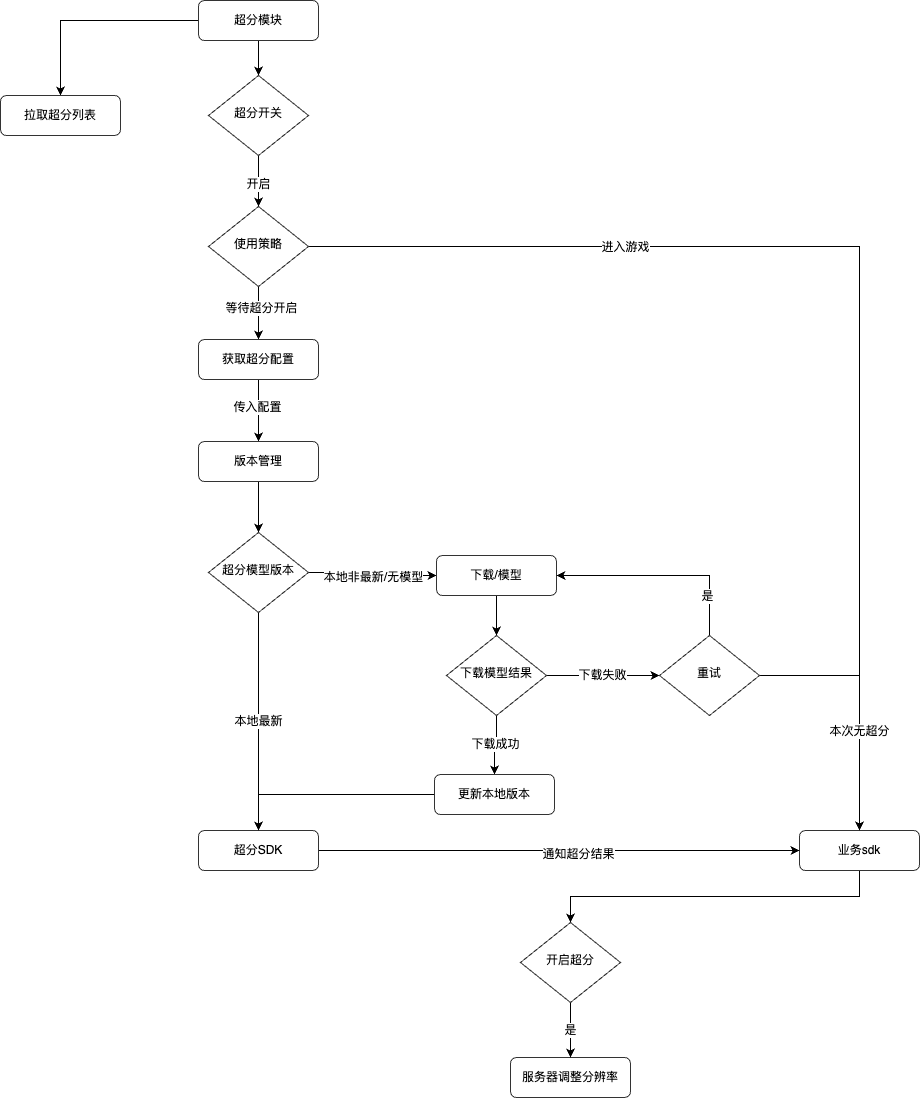 超分模块
拉取超分列表
超分开关
开启
使用策略
进入游戏
等待超分开启
获取超分配置
传入配置
版本管理
超分模型版本
本地非最新/无模型
下载/模型
是
下载模型结果
下载失败
重试
本地最新
本次无超分
下载成功
更新本地版本
超分SDK
通知超分结果
业务sdk
开启超分
是
服务器调整分辨率